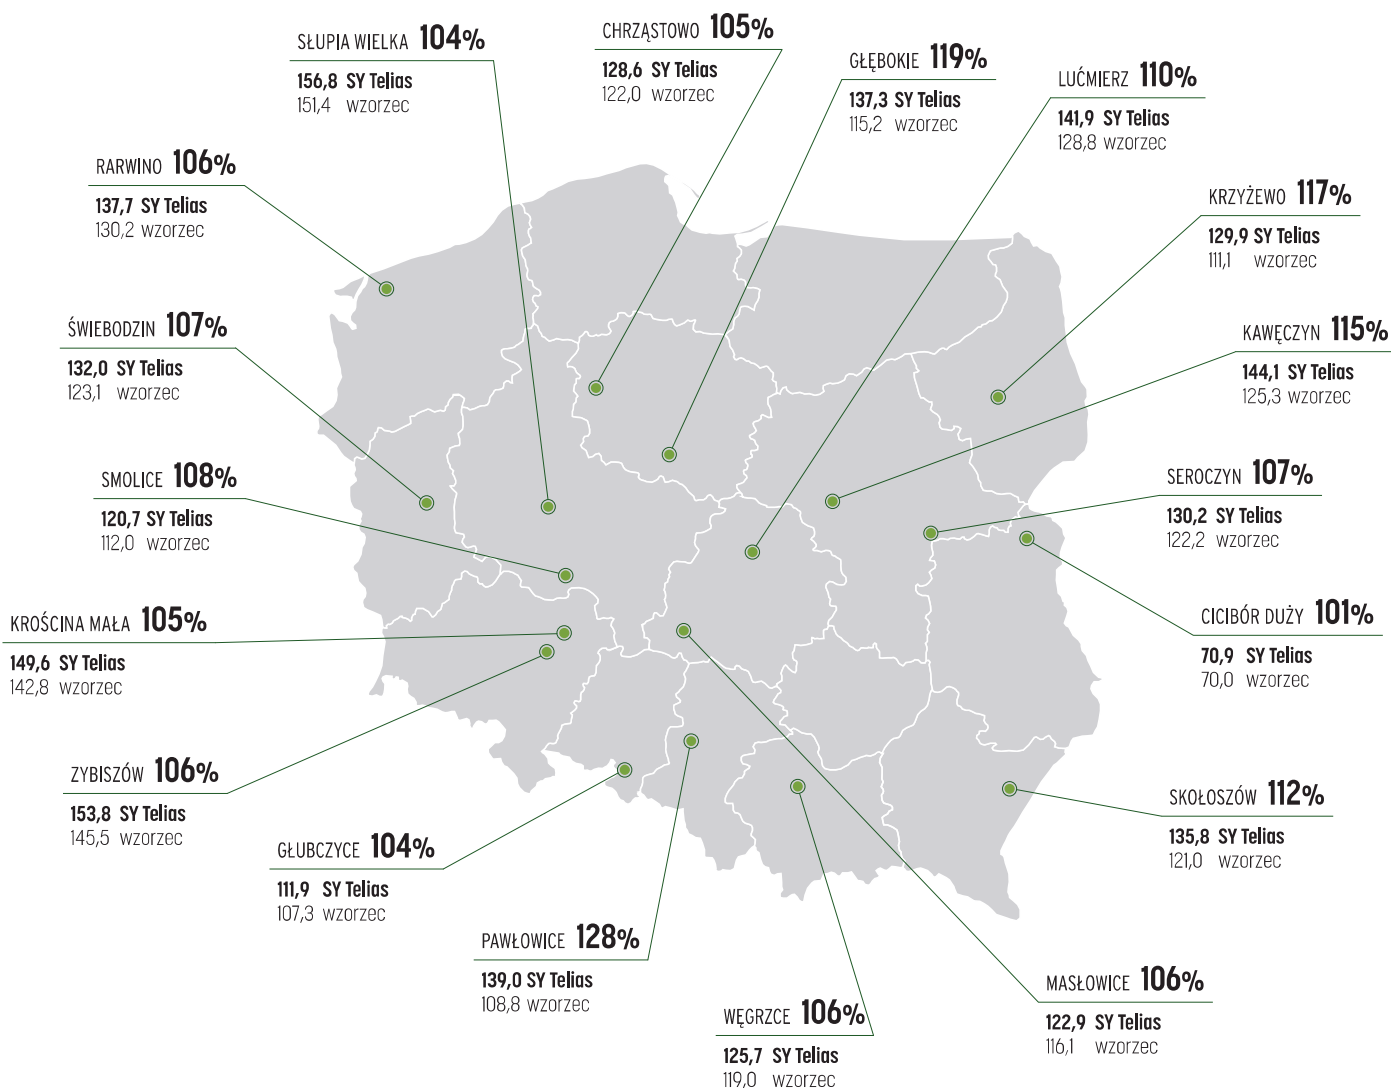 SŁUPIA WIELKA 104%
156,8 SY Telias
151,4 wzorzec
CHRZĄSTOWO 105%
128,6 SY Telias
122,0 wzorzec
GŁĘBOKIE 119%
137,3 SY Telias
115,2 wzorzec
LUĆMIERZ 110%
141,9 SY Telias
128,8 wzorzec
RARWINO 106%
137,7 SY Telias
130,2 wzorzec
KRZYŻEWO 117%
129,9 SY Telias
111,1 wzorzec
ŚWIEBODZIN 107%
132,0 SY Telias
123,1 wzorzec
KAWĘCZYN 115%
144,1 SY Telias
125,3 wzorzec
SMOLICE 108%
120,7 SY Telias
112,0 wzorzec
SEROCZYN 107%
130,2 SY Telias
122,2 wzorzec
KROŚCINA MAŁA 105%
149,6 SY Telias
142,8 wzorzec
CICIBÓR DUŻY 101%
70,9 SY Telias
70,0 wzorzec
ZYBISZÓW 106%
153,8 SY Telias
145,5 wzorzec
SKOŁOSZÓW 112%
135,8 SY Telias
121,0 wzorzec
GŁUBCZYCE 104%
111,9 SY Telias
107,3 wzorzec
PAWŁOWICE 128%
139,0 SY Telias
108,8 wzorzec
MASŁOWICE 106%
122,9 SY Telias
116,1 wzorzec
WĘGRZCE 106%
125,7 SY Telias
119,0 wzorzec